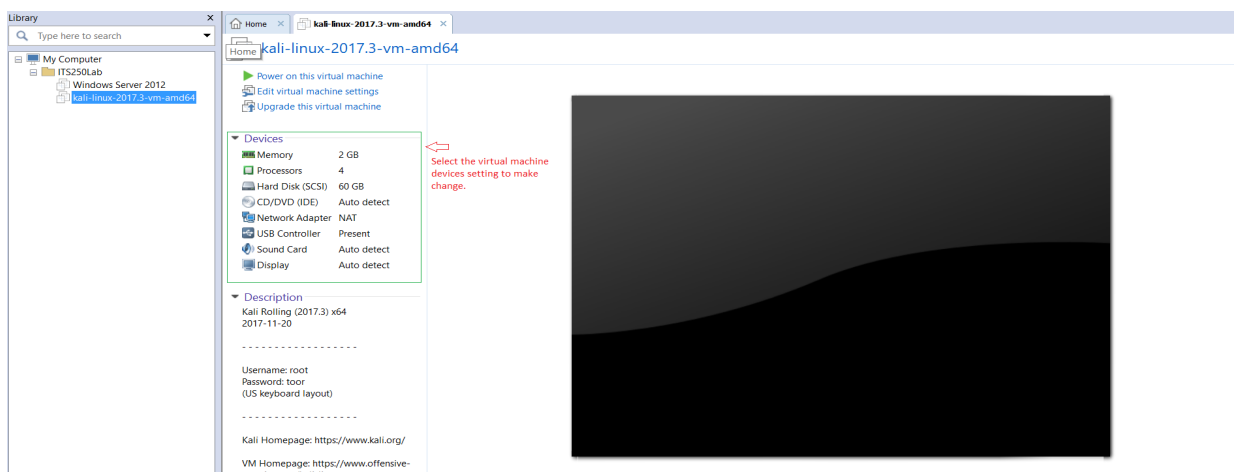 Library
Type here to search
My Computer
ITS250Lab
Windows Server 2012
kali-linux-2017.3-vm-amd64
Home
kali-linux-2017.3-vm-amd64
Home
kali-linux-2017.3-vm-amd64
Power on this virtual machine
Edit virtual machine settings
Upgrade this virtual machine
Devices
Memory 2 GB
Processors 4
Hard Disk (SCSI) 60 GB
CD/DVD (IDE) Auto detect
Network Adapter NAT
USB Controller Present
Sound Card Auto detect
Display Auto detect
Select the virtual machine
devices setting to make
change.
Description
Kali Rolling (2017.3) x64
2017-11-20
- - - - - - - - - - - - - - - - -
Username: root
Password: toor
(US keyboard layout)
- - - - - - - - - - - - - - - - -
Kali Homepage: https://www.kali.org/
VM Homepage: https://www.offensive-